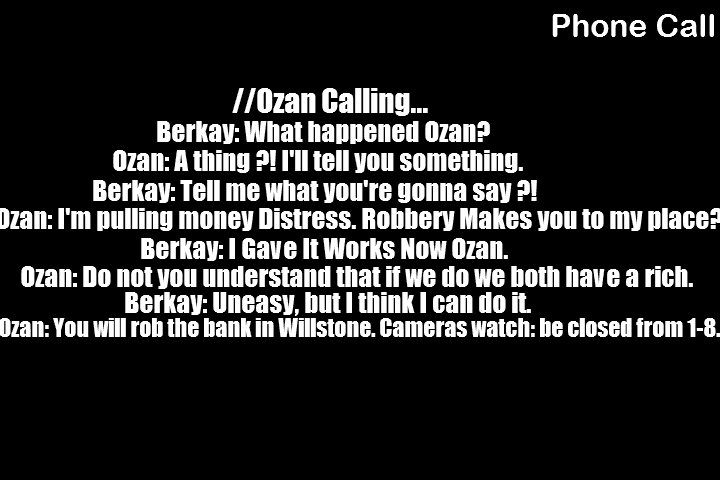 Phone Call
//Ozan Calling...
Berkay: What happened Ozan?
Ozan: A thing ?! I'll tell you something.
Berkay: Tell me what you're gonna say ?!
Ozan: I'm pulling money Distress. Robbery Makes you to my place?
Berkay: I Gave It Works Now Ozan.
Ozan: Do not you understand that if we do we both have a rich.
Berkay: Uneasy, but I think I can do it.
Ozan: You will rob the bank in Willstone. Cameras watch: be closed from 1-8.